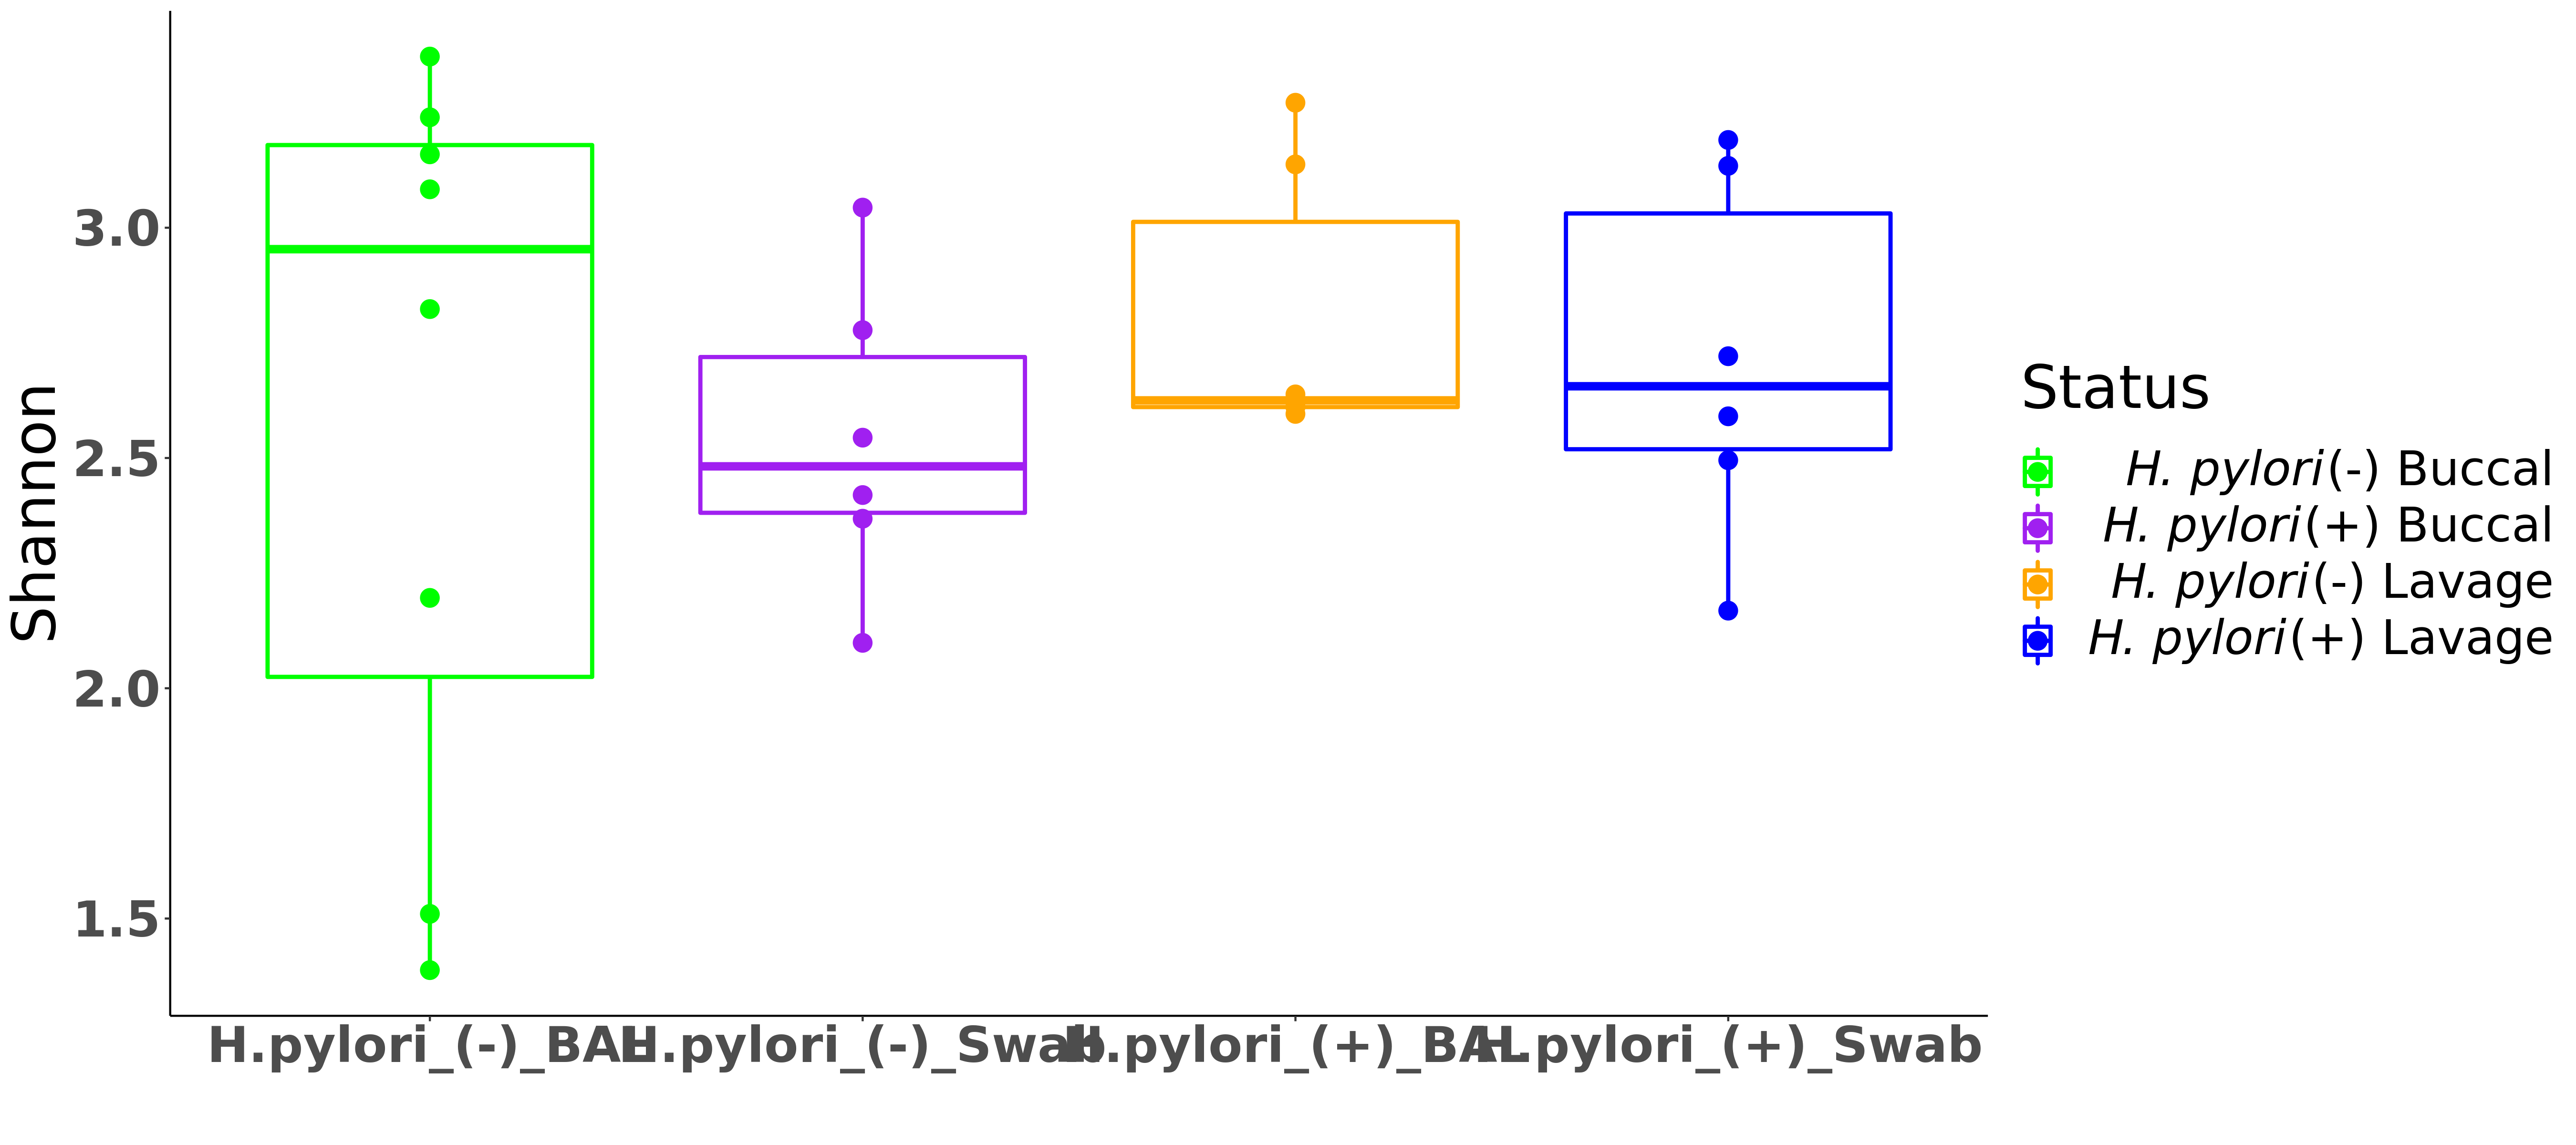 Shannon
3.0
2.5
2.0
1.5
H.pylori_(-)_BAL
H.pylori_(-)_Swab
H.pylori_(+)_BAL
H.pylori_(+)_Swab
Status
H. pylori(-) Buccal
H. pylori(+) Buccal
H. pylori(-) Lavage
H. pylori(+) Lavage